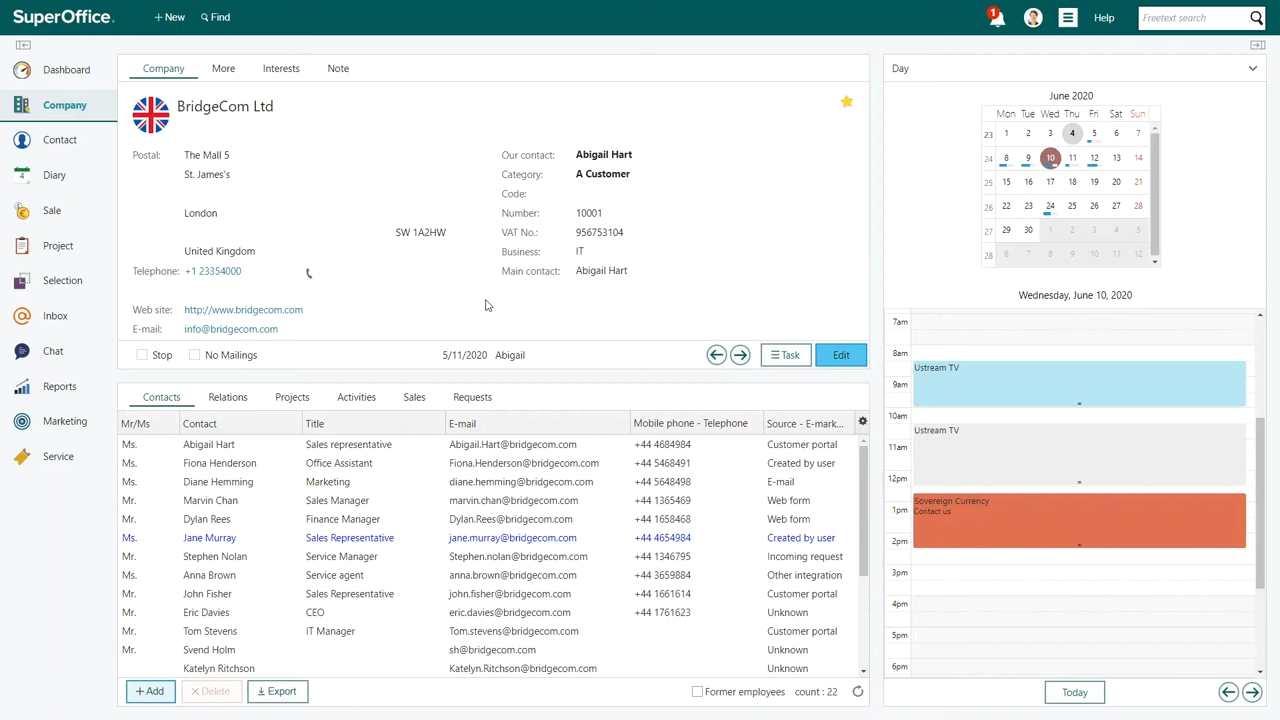 SuperOffice.
+ New
Find
1
Help
Freetext search
Dashboard
Company
Contact
Diary
4
Sale
Project
Selection
Inbox
Chat
Reports
Marketing
Service
Company More Interests Note
BridgeCom Ltd
Postal: The Mall 5
St. James's
London
SW 1A2HW
United Kingdom
Telephone: +1 23354000
Web site: http://www.bridgecom.com
E-mail: info@bridgecom.com
Our contact: Abigail Hart
Category: A Customer
Code:
Number: 10001
VAT No.: 956753104
Business: IT
Main contact: Abigail Hart
Stop No Mailings 5/11/2020 Abigail Task Edit
Contacts Relations Projects Activities Sales Requests
Mr/Ms Contact Title E-mail Mobile phone - Telephone Source - E-mark...
Ms. Abigail Hart Sales representative Abigail.Hart@bridgecom.com +44 4684984 Customer portal
Ms. Fiona Henderson Office Assistant Fiona.Henderson@bridgecom.com +44 5468491 Created by user
Ms. Diane Hemming Marketing diane.hemming@bridgecom.com +44 5648498 E-mail
Mr. Marvin Chan Sales Manager marvin.chan@bridgecom.com +44 1365469 Web form
Mr. Dylan Rees Finance Manager Dylan.Rees@bridgecom.com +44 1658468 Web form
Ms. Jane Murray Sales Representative jane.murray@bridgecom.com +44 4654984 Created by user
Mr. Stephen Nolan Service Manager Stephen.nolan@bridgecom.com +44 1346795 Incoming request
Ms. Anna Brown Service agent anna.brown@bridgecom.com +44 3659884 Other integration
Mr. John Fisher Sales Representative john.fisher@bridgecom.com +44 1661614 Customer portal
Mr. Eric Davies CEO eric.davies@bridgecom.com +44 1761623 Unknown
Mr. Tom Stevens IT Manager Tom.stevens@bridgecom.com Customer portal
Mr. Svend Holm sh@bridgecom.com Unknown
Katelyn Ritchson Katelyn.Ritchson@bridgecom.com Unknown
+ Add Delete Export Former employees count : 22
Day
June 2020
Mon Tue Wed Thu Fri Sat Sun
23 1 2 3 4 5 6 7
24 8 9 10 11 12 13 14
25 15 16 17 18 19 20 21
26 22 23 24 25 26 27 28
27 29 30 1 2 3 4 5
28 6 7 8 9 10 11 12
Wednesday, June 10, 2020
7am
8am
Ustream TV
9am
10am
Ustream TV
11am
12pm
Sovereign Currency
1pm
Contact us
2pm
3pm
4pm
5pm
6pm
Today